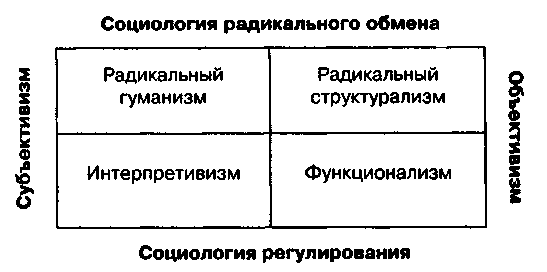 Социология радикального обмена
Субъективизм
Радикальный
гуманизм
Радикальный
структурализм
Объективизм
Интерпретивизм
Функционализм
Социология регулирования